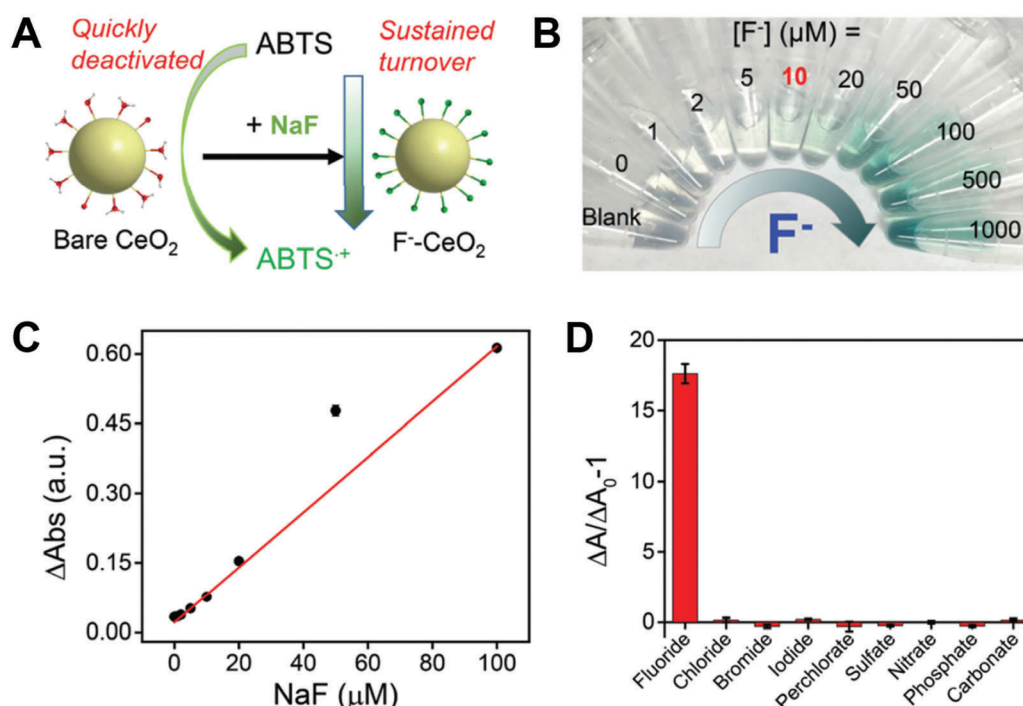 A
Quickly
deactivated
ABTS
Sustained
turnover
+ NaF
Bare CeO₂
ABTS·+
F⁻-CeO₂
B
[F⁻] (μM) =
Blank
0
1
2
5
10
20
50
100
500
1000
F⁻
C
ΔAbs (a.u.)
0.60
0.45
0.30
0.15
0.00
0
20
40
60
80
100
NaF (μM)
D
ΔA/ΔA₀-1
20
15
10
5
0
Fluoride
Chloride
Bromide
Iodide
Perchlorate
Sulfate
Nitrate
Phosphate
Carbonate